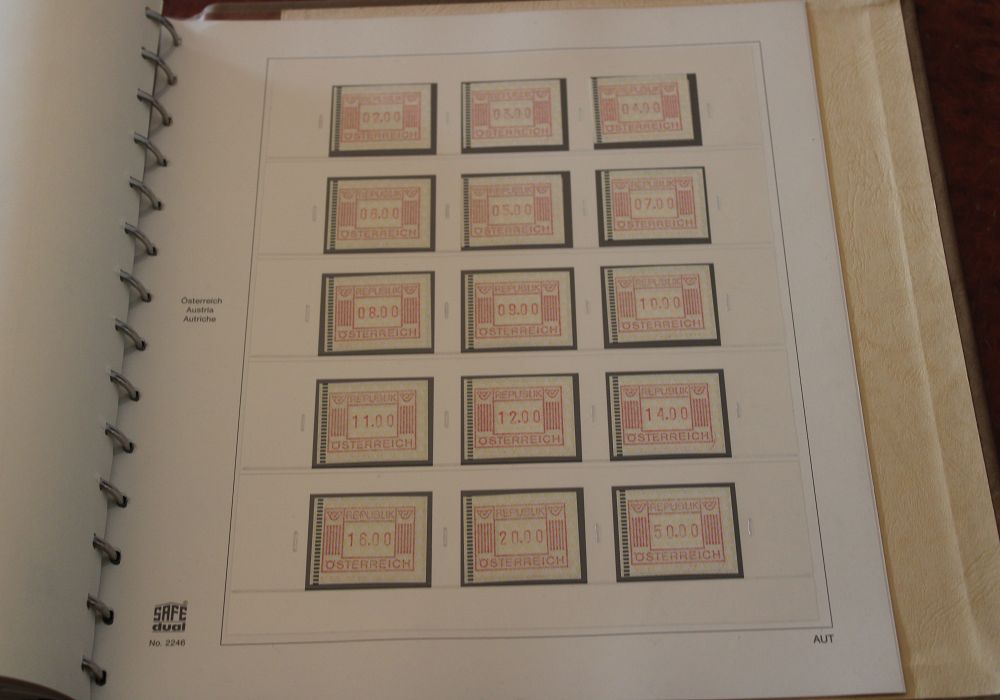 REPUBLIK
02.00
ÖSTERREICH
REPUBLIK
03.00
ÖSTERREICH
REPUBLIK
04.00
ÖSTERREICH
REPUBLIK
06.00
ÖSTERREICH
REPUBLIK
05.00
ÖSTERREICH
REPUBLIK
07.00
ÖSTERREICH
Österreich
Austria
Autriche
REPUBLIK
08.00
ÖSTERREICH
REPUBLIK
09.00
ÖSTERREICH
REPUBLIK
10.00
ÖSTERREICH
REPUBLIK
11.00
ÖSTERREICH
REPUBLIK
12.00
ÖSTERREICH
REPUBLIK
14.00
ÖSTERREICH
REPUBLIK
16.00
ÖSTERREICH
REPUBLIK
20.00
ÖSTERREICH
REPUBLIK
50.00
ÖSTERREICH
SAFE®
dual
No. 2246
AUT